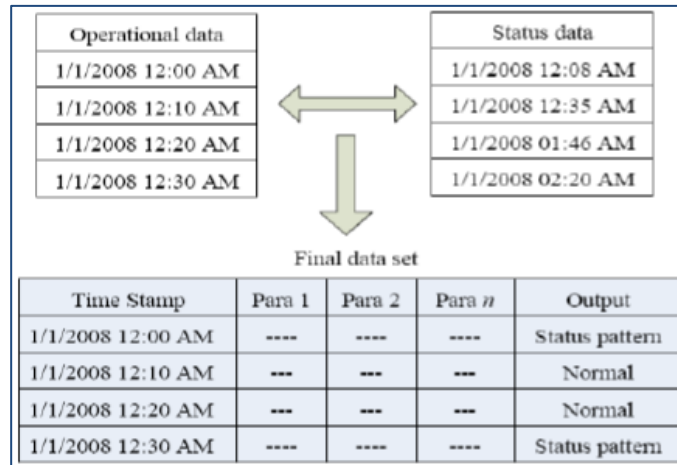 Operational data
1/1/2008 12:00 AM
1/1/2008 12:10 AM
1/1/2008 12:20 AM
1/1/2008 12:30 AM
Status data
1/1/2008 12:08 AM
1/1/2008 12:35 AM
1/1/2008 01:46 AM
1/1/2008 02:20 AM
Final data set
Time Stamp Para 1 Para 2 Para n Output
1/1/2008 12:00 AM ---- ---- ---- Status pattern
1/1/2008 12:10 AM --- --- --- Normal
1/1/2008 12:20 AM --- --- --- Normal
1/1/2008 12:30 AM ---- ---- ---- Status pattern